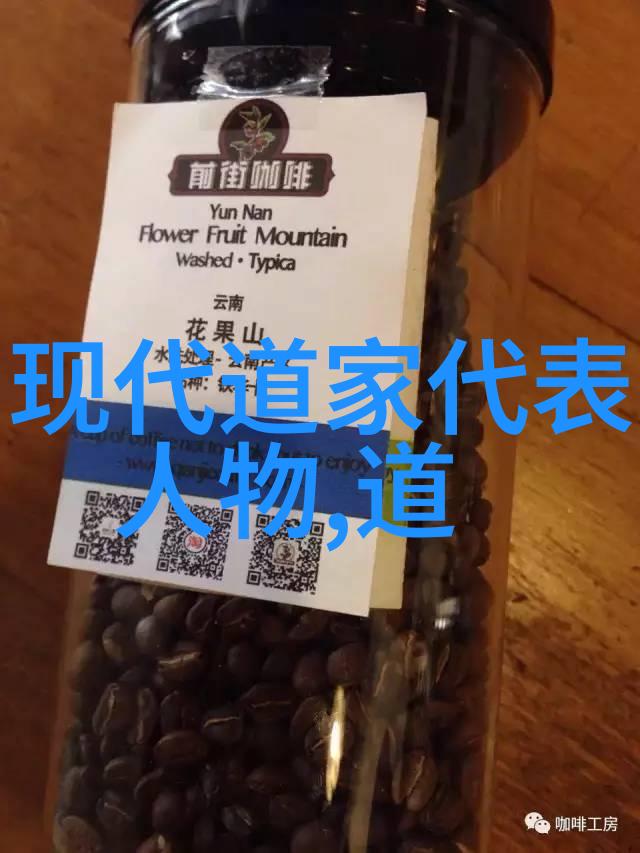 前街咖啡
Yun Nan
Flower Fruit Mountain
Washed • Typica
云南
花果山
现代道家代表
人物,道
咖啡工房